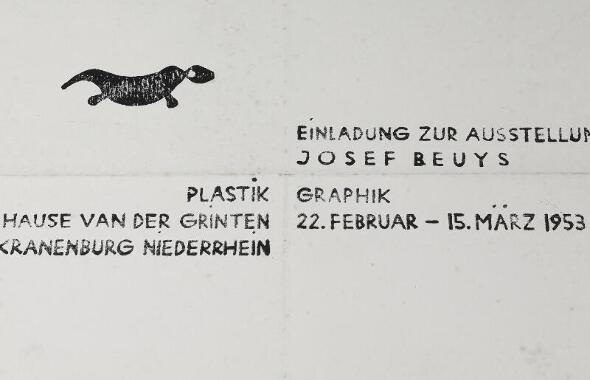 EINLADUNG ZUR AUSSTELLUN
JOSEF BEUYS
PLASTIK GRAPHIK
HAUSE VAN DER GRINTEN 22. FEBRUAR – 15. MÄRZ 1953
KRANENBURG NIEDERRHEIN